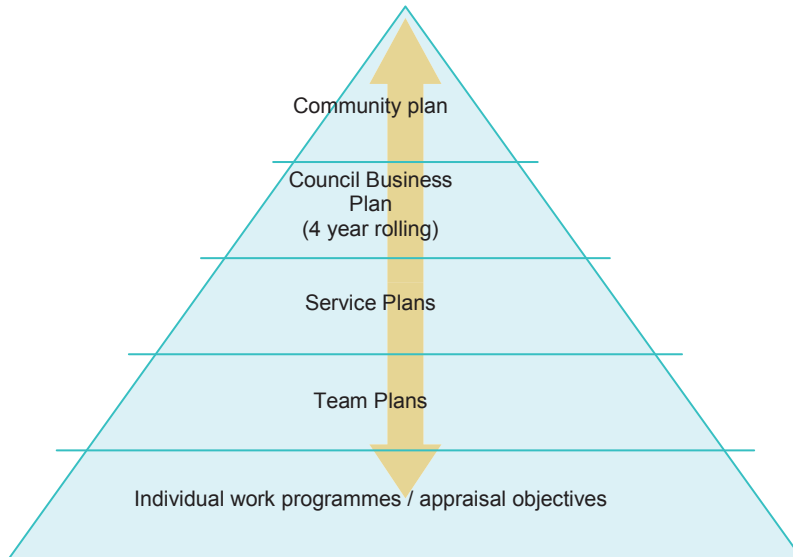 Community plan
Council Business
Plan
(4 year rolling)
Service Plans
Team Plans
Individual work programmes / appraisal objectives